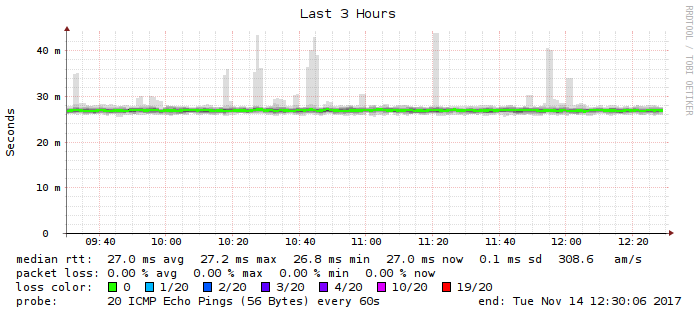 Last 3 Hours
RRDTOOL / TOBI OETIKER
Seconds
40 m
30 m
20 m
10 m
0
09:40 10:00 10:20 10:40 11:00 11:20 11:40 12:00 12:20
median rtt: 27.0 ms avg 27.2 ms max 26.8 ms min 27.0 ms now 0.1 ms sd 308.6 am/s
packet loss: 0.00 % avg 0.00 % max 0.00 % min 0.00 % now
loss color: 0 1/20 2/20 3/20 4/20 10/20 19/20
probe: 20 ICMP Echo Pings (56 Bytes) every 60s end: Tue Nov 14 12:30:06 2017